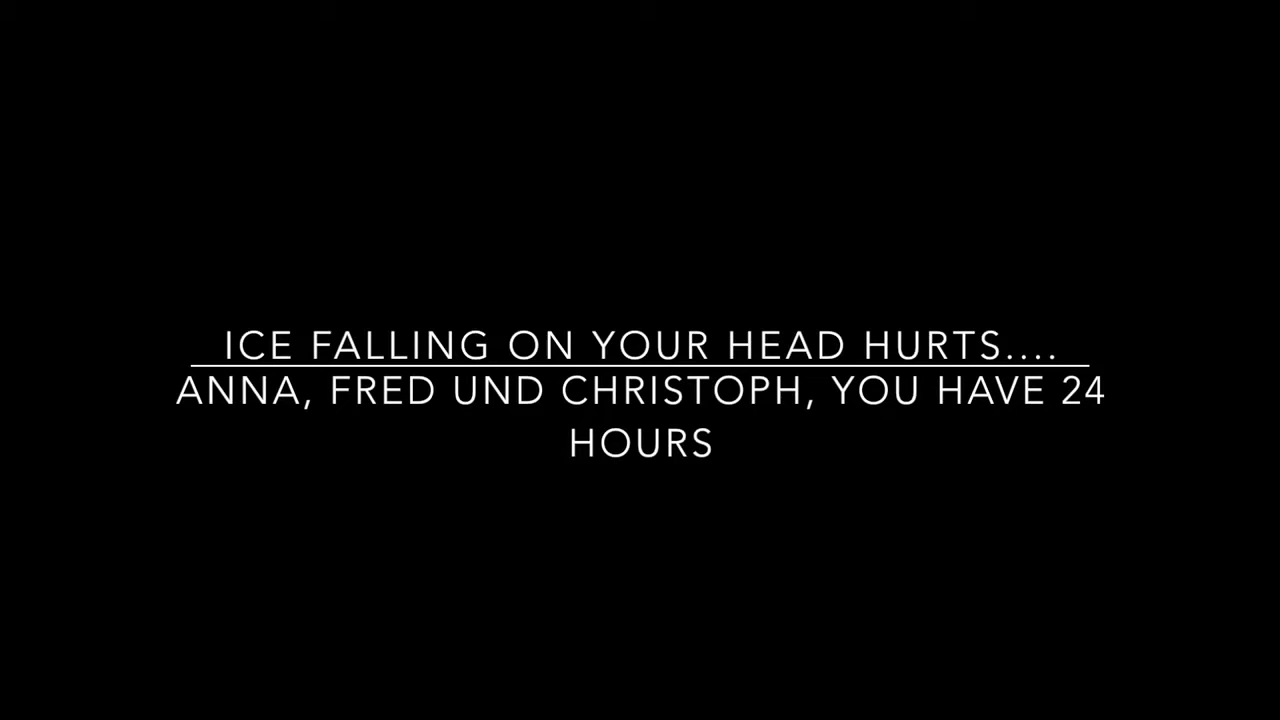 ICE FALLING ON YOUR HEAD HURTS....
ANNA, FRED UND CHRISTOPH, YOU HAVE 24
HOURS